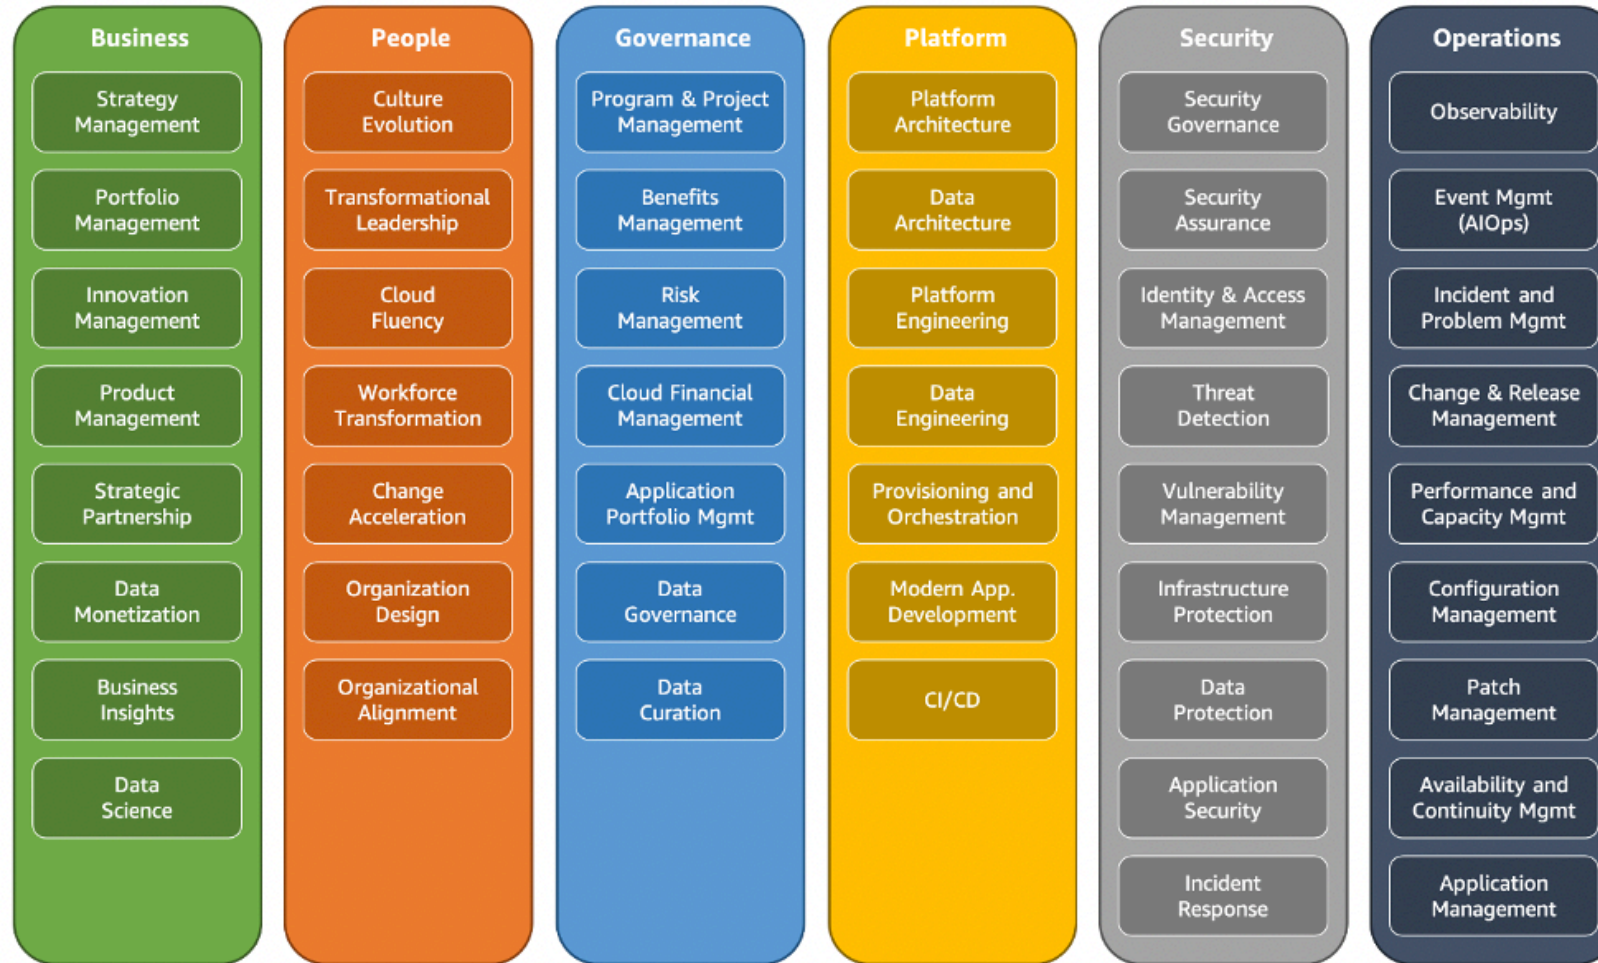 Business
Strategy
Management
Portfolio
Management
Innovation
Management
Product
Management
Strategic
Partnership
Data
Monetization
Business
Insights
Data
Science
People
Culture
Evolution
Transformational
Leadership
Cloud
Fluency
Workforce
Transformation
Change
Acceleration
Organization
Design
Organizational
Alignment
Governance
Program & Project
Management
Benefits
Management
Risk
Management
Cloud Financial
Management
Application
Portfolio Mgmt
Data
Governance
Data
Curation
Platform
Platform
Architecture
Data
Architecture
Platform
Engineering
Data
Engineering
Provisioning and
Orchestration
Modern App.
Development
CI/CD
Security
Security
Governance
Security
Assurance
Identity & Access
Management
Threat
Detection
Vulnerability
Management
Infrastructure
Protection
Data
Protection
Application
Security
Incident
Response
Operations
Observability
Event Mgmt
(AIOps)
Incident and
Problem Mgmt
Change & Release
Management
Performance and
Capacity Mgmt
Configuration
Management
Patch
Management
Availability and
Continuity Mgmt
Application
Management